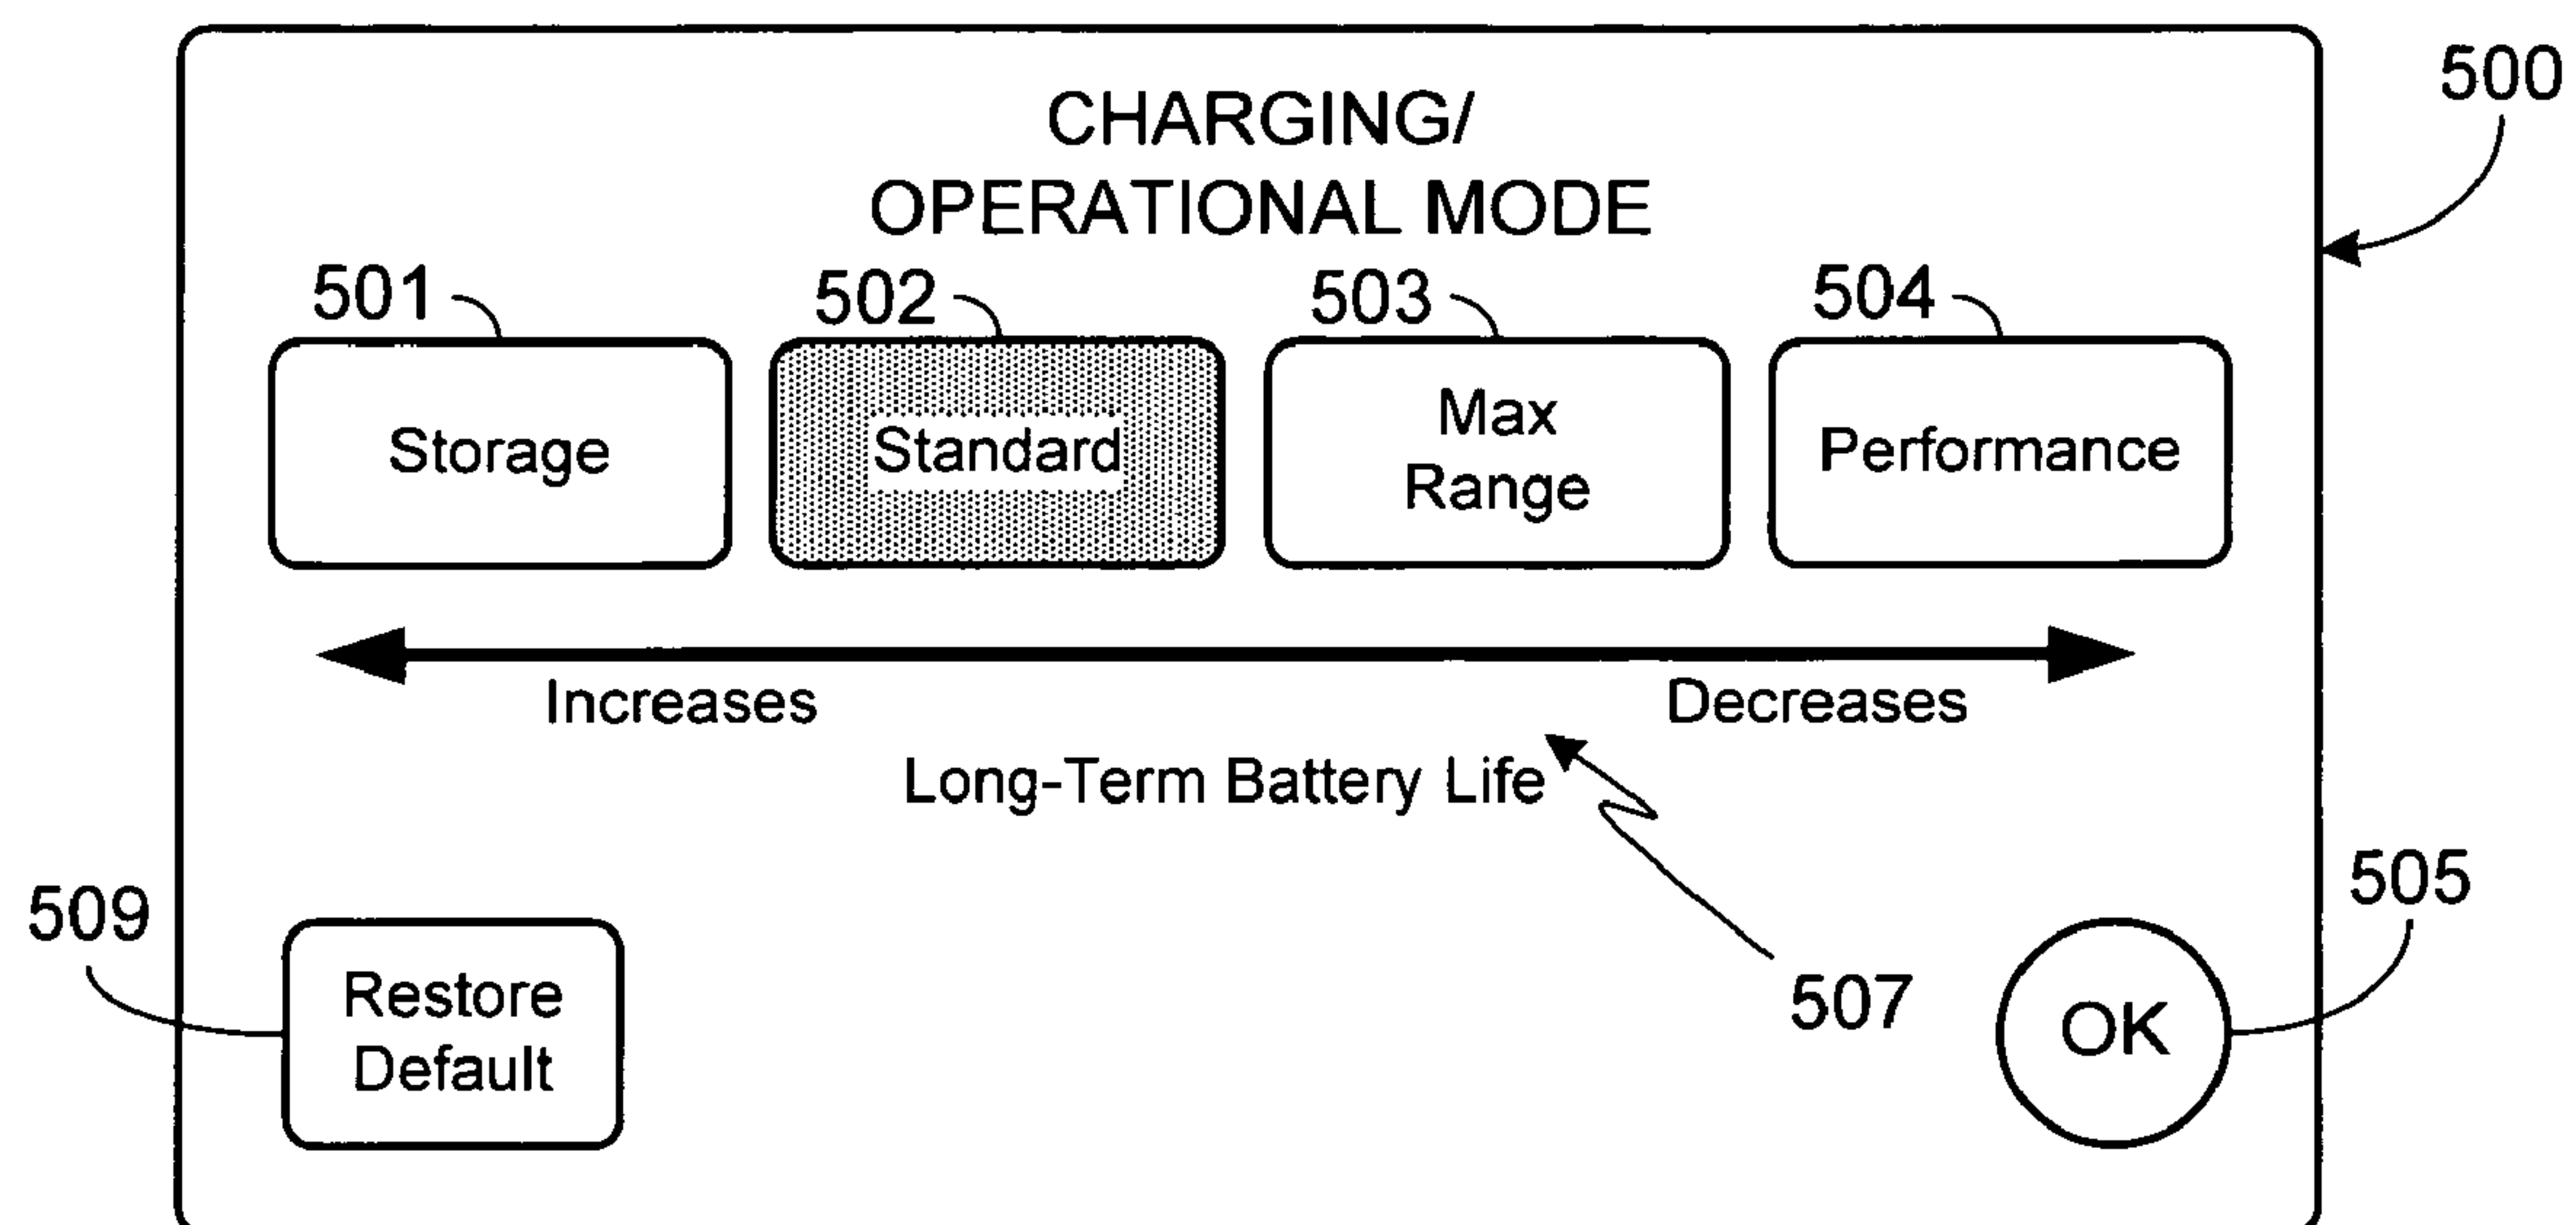 CHARGING/
OPERATIONAL MODE
500
501
502
503
504
Storage
Standard
Max
Range
Performance
Increases
Decreases
Long-Term Battery Life
507
509
Restore
Default
505
OK